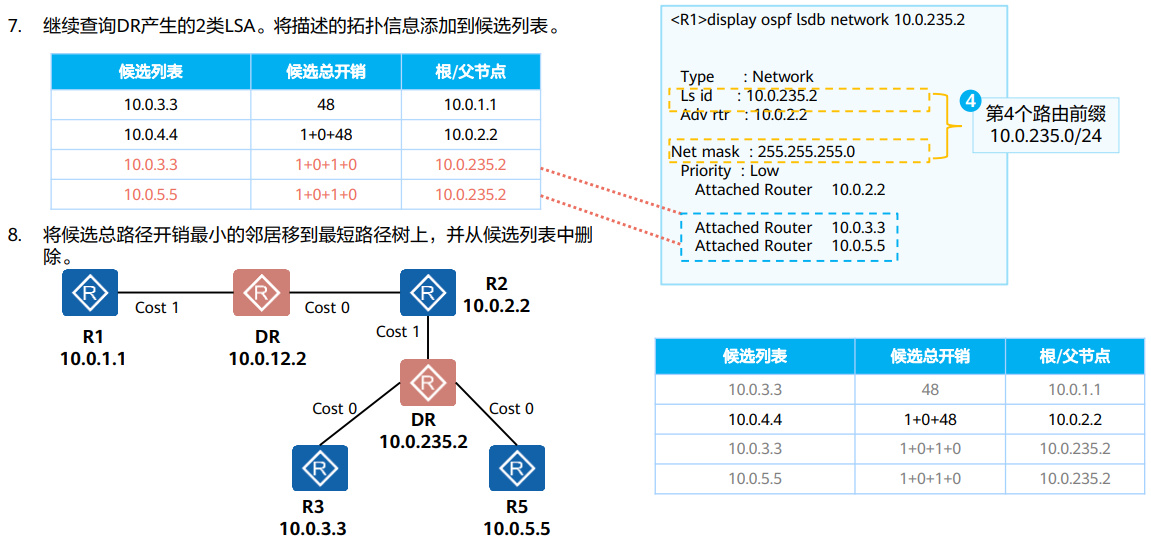 7. 继续查询DR产生的2类LSA。将描述的拓扑信息添加到候选列表。
候选列表 候选总开销 根/父节点
10.0.3.3 48 10.0.1.1
10.0.4.4 1+0+48 10.0.2.2
10.0.3.3 1+0+1+0 10.0.235.2
10.0.5.5 1+0+1+0 10.0.235.2
<R1>display ospf lsdb network 10.0.235.2
Type : Network
Ls id : 10.0.235.2
Adv rtr : 10.0.2.2
Net mask : 255.255.255.0
Priority : Low
Attached Router 10.0.2.2
Attached Router 10.0.3.3
Attached Router 10.0.5.5
4
第4个路由前缀
10.0.235.0/24
8. 将候选总路径开销最小的邻居移到最短路径树上，并从候选列表中删
除。
R
Cost 1
R
Cost 0
R
R1
10.0.1.1
DR
10.0.12.2
R2
10.0.2.2
Cost 1
R
DR
10.0.235.2
Cost 0
Cost 0
R
R
R3
10.0.3.3
R5
10.0.5.5
候选列表 候选总开销 根/父节点
10.0.3.3 48 10.0.1.1
10.0.4.4 1+0+48 10.0.2.2
10.0.3.3 1+0+1+0 10.0.235.2
10.0.5.5 1+0+1+0 10.0.235.2